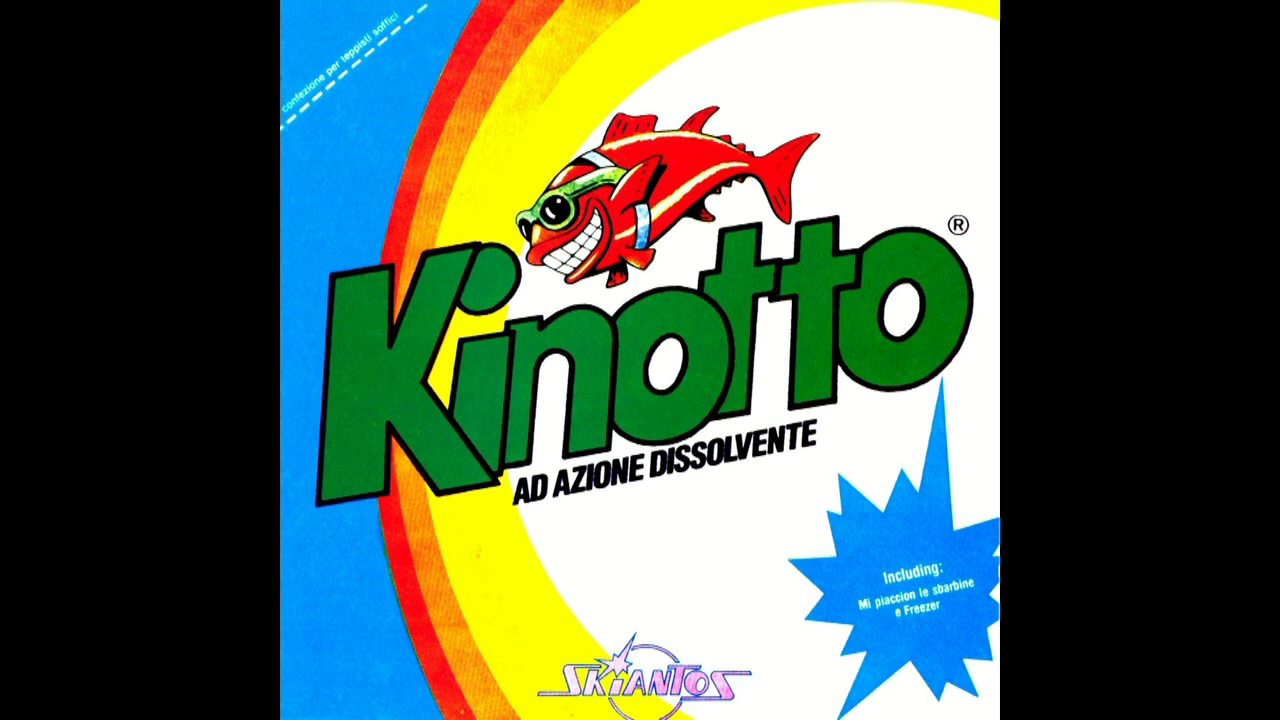 confezione per teppisti soffici
Kinotto®
AD AZIONE DISSOLVENTE
Including:
Mi piaccion le sbarbine
e Freezer
SKIANTOS